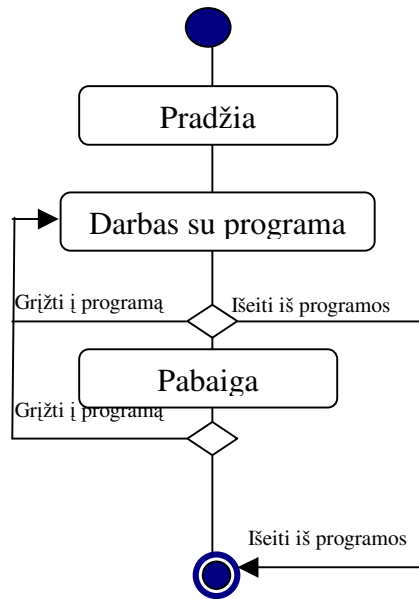 Pradžia
Darbas su programa
Grįžti į programą
Išeiti iš programos
Pabaiga
Grįžti į programą
Išeiti iš programos